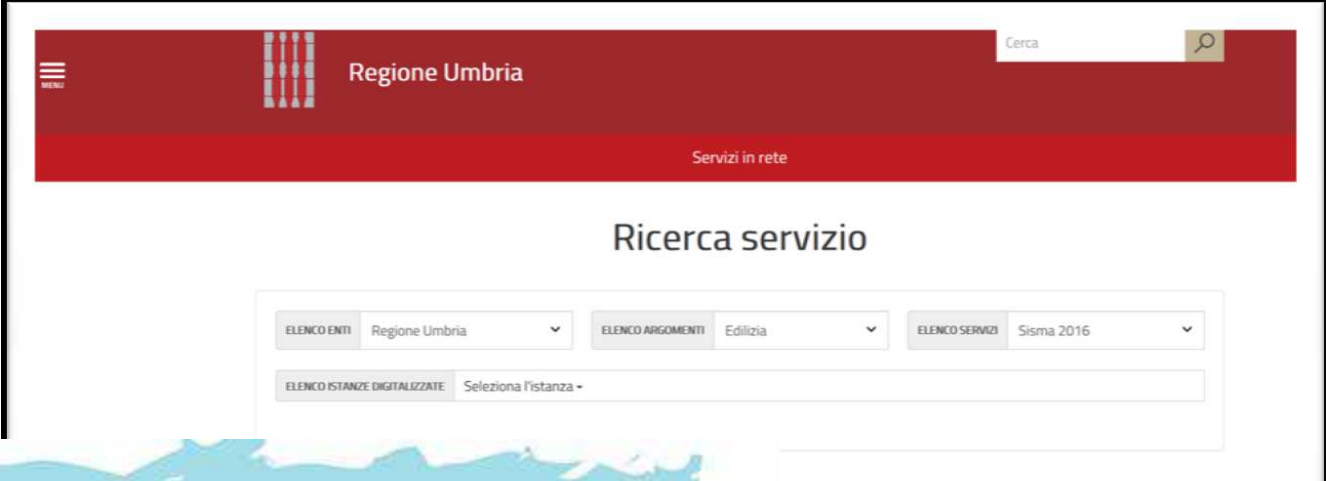 Cerca
MENU
Regione Umbria
Servizi in rete
Ricerca servizio
ELENCO ENTI Regione Umbria ELENCO ARGOMENTI Edilizia ELENCO SERVIZI Sisma 2016
ELENCO ISTANZE DIGITALIZZATE Seleziona l'istanza